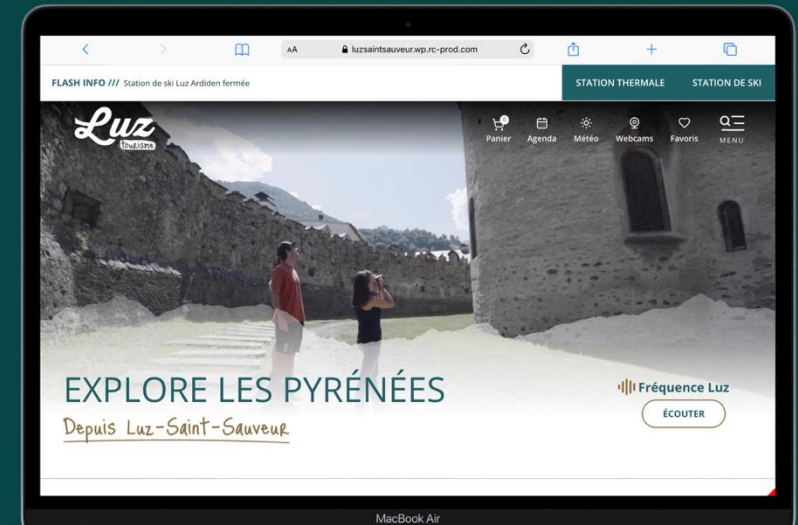 AA luzsaintsauveur.wp.rc-prod.com
FLASH INFO /// Station de ski Luz Ardiden fermée
STATION THERMALE STATION DE SKI
Luz
tourisme
0
Panier Agenda Météo Webcams Favoris MENU
EXPLORE LES PYRÉNÉES
Depuis Luz-Saint-Sauveur
Fréquence Luz
ÉCOUTER
MacBook Air